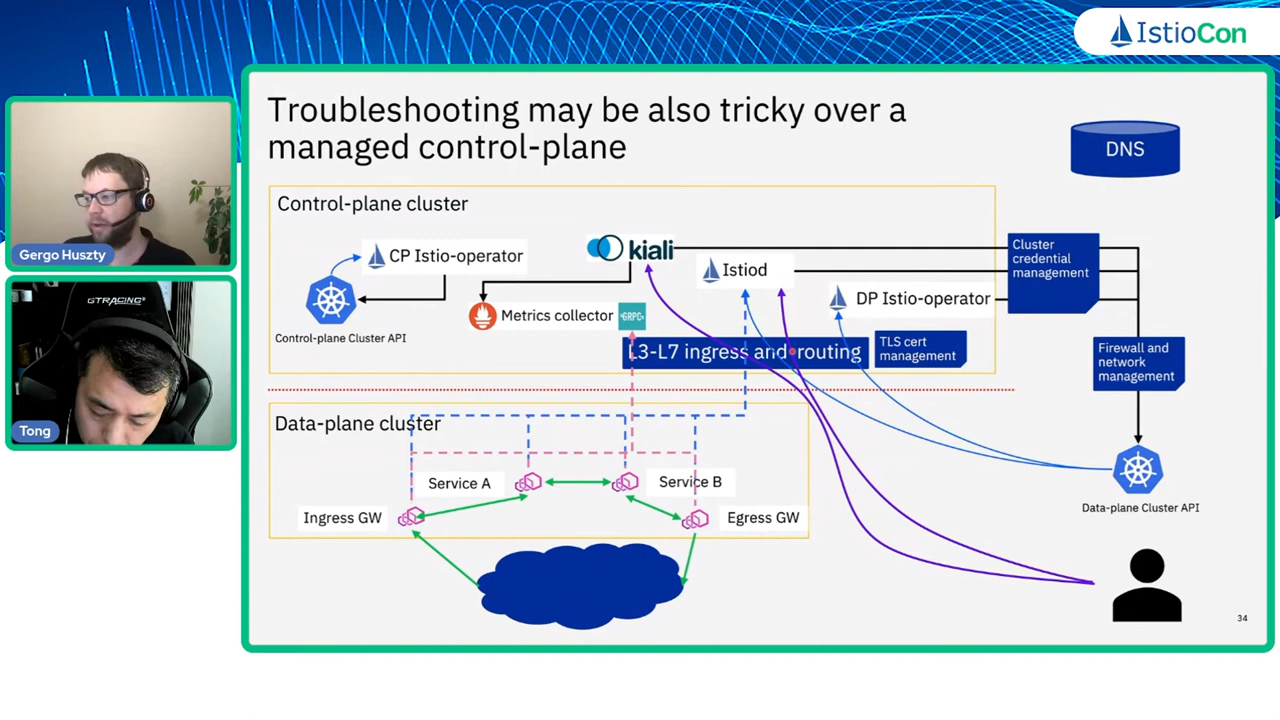 IstioCon
Troubleshooting may be also tricky over a
managed control-plane
DNS
Control-plane cluster
CP Istio-operator
kiali
Istiod
Cluster
credential
management
Metrics collector
GRPC
DP Istio-operator
Control-plane Cluster API
L3-L7 ingress and routing
TLS cert
management
Firewall and
network
management
Data-plane cluster
Service A
Service B
Ingress GW
Egress GW
Data-plane Cluster API
34
Gergo Huszty
GTRACING
Tong